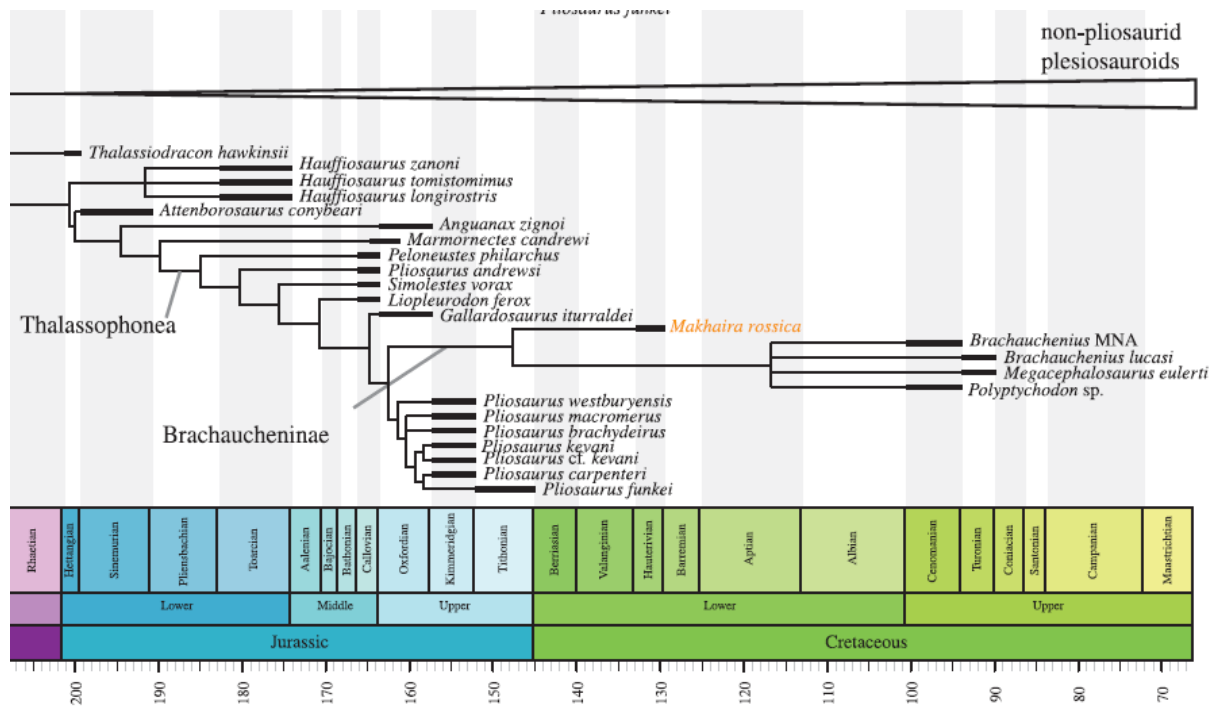 Pliosaurus funkei
non-pliosaurid
plesiosauroids
Thalassiodracon hawkinsii
Hauffiosaurus zanoni
Hauffiosaurus tomistomimus
Hauffiosaurus longirostris
Attenborosaurus conybeari
Anguanax zignoi
Marmornectes candrewi
Peloneustes philarchus
Pliosaurus andrewsi
Simolestes vorax
Liopleurodon ferox
Gallardosaurus iturraldei
Thalassophonea
Makhaira rossica
Brachauchenius MNA
Brachauchenius lucasi
Megacephalosaurus eulerti
Polyptychodon sp.
Brachaucheninae
Pliosaurus westburyensis
Pliosaurus macromerus
Pliosaurus brachydeirus
Pliosaurus kevani
Pliosaurus cf. kevani
Pliosaurus carpenteri
Pliosaurus funkei
Rhaetian
Hettangian
Sinemurian
Pliensbachian
Toarcian
Aalenian
Bajocian
Bathonian
Callovian
Oxfordian
Kimmeridgian
Tithonian
Berriasian
Valanginian
Hauterivian
Barremian
Aptian
Albian
Cenomanian
Turonian
Coniacian
Santonian
Campanian
Maastrichtian
Lower
Middle
Upper
Lower
Upper
Jurassic
Cretaceous
200
190
180
170
160
150
140
130
120
110
100
90
80
70